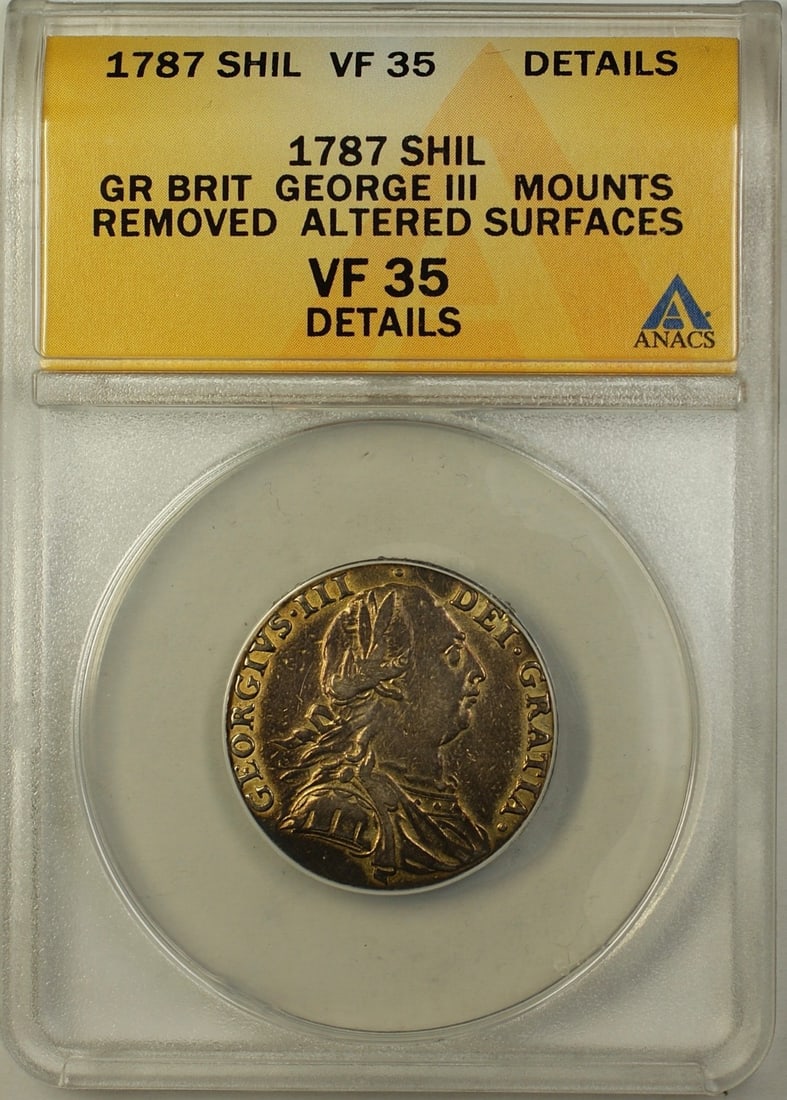 1787 SHIL VF 35 DETAILS
1787 SHIL
GR BRIT GEORGE III MOUNTS
REMOVED ALTERED SURFACES
VF 35
DETAILS
ANACS
GEORGIVS·III · DEI·GRATIA·